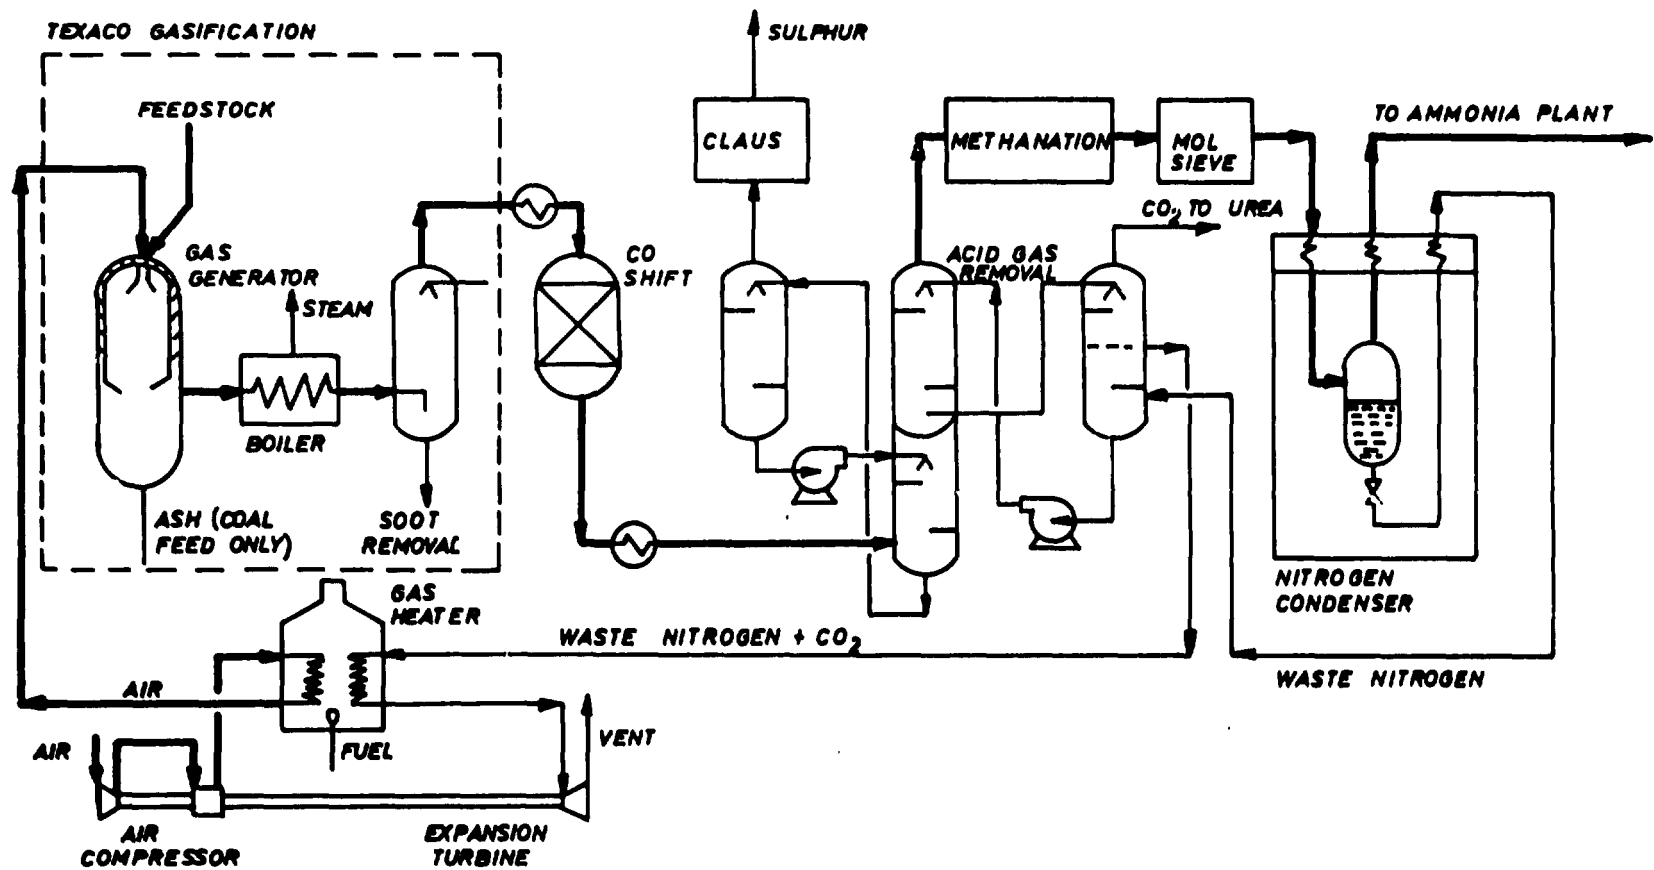 TEXACO GASIFICATION
SULPHUR
FEEDSTOCK
TO AMMONIA PLANT
CLAUS
METHANATION
MOL
SIEVE
CO2 TO UREA
GAS
GENERATOR
CO
SHIFT
ACID GAS
REMOVAL
STEAM
BOILER
ASH (COAL
FEED ONLY)
SOOT
REMOVAL
NITROGEN
CONDENSER
GAS
HEATER
WASTE NITROGEN + CO2
WASTE NITROGEN
AIR
AIR
FUEL
VENT
AIR
COMPRESSOR
EXPANSION
TURBINE